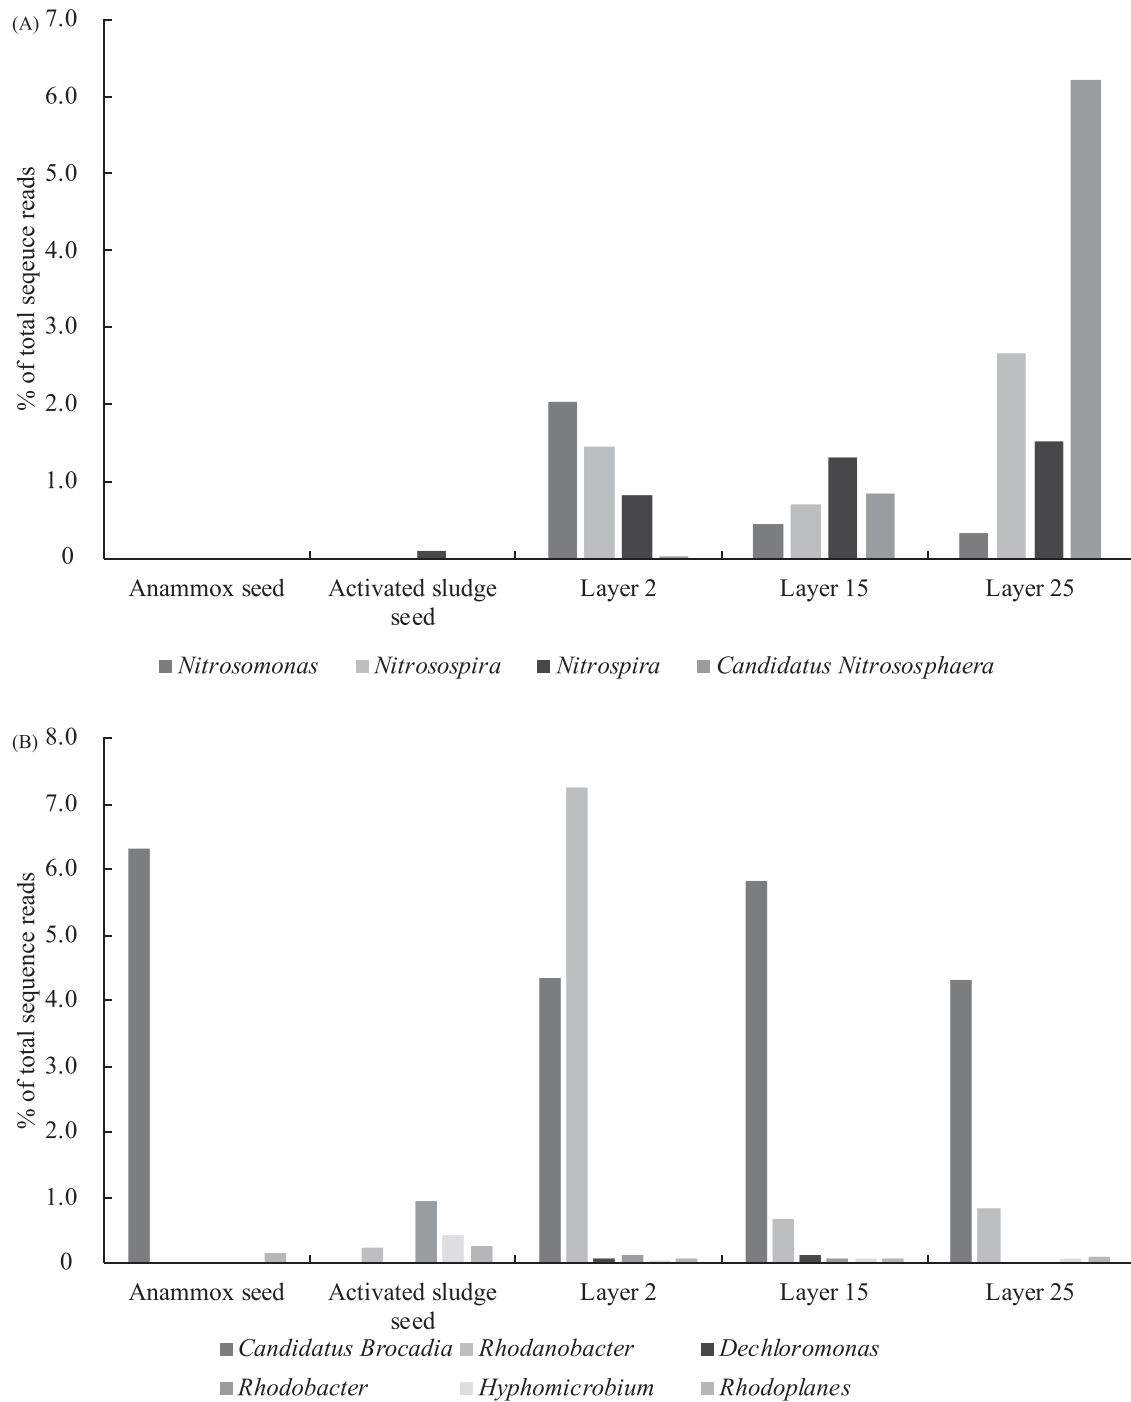 (A) 7.0
6.0
5.0
4.0
3.0
2.0
1.0
0
% of total seqeuce reads
Anammox seed Activated sludge seed Layer 2 Layer 15 Layer 25
Nitrosomonas Nitrosospira Nitrospira Candidatus Nitrososphaera
(B) 8.0
7.0
6.0
5.0
4.0
3.0
2.0
1.0
0
% of total sequence reads
Anammox seed Activated sludge seed Layer 2 Layer 15 Layer 25
Candidatus Brocadia Rhodanobacter Dechloromonas
Rhodobacter Hyphomicrobium Rhodoplanes